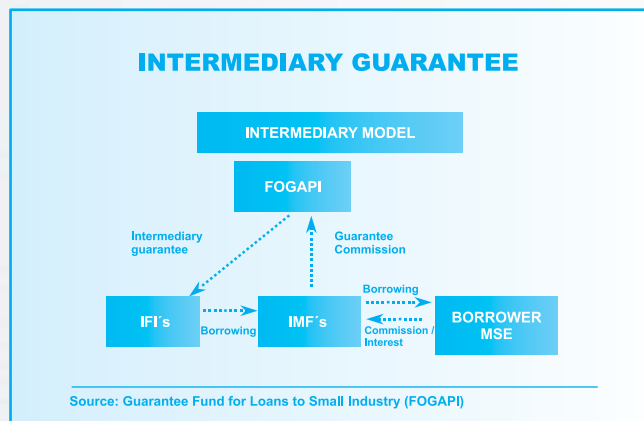 INTERMEDIARY GUARANTEE
INTERMEDIARY MODEL
FOGAPI
Intermediary
guarantee
Guarantee
Commission
IFI´s
Borrowing
IMF´s
Borrowing
Commission /
Interest
BORROWER
MSE
Source: Guarantee Fund for Loans to Small Industry (FOGAPI)